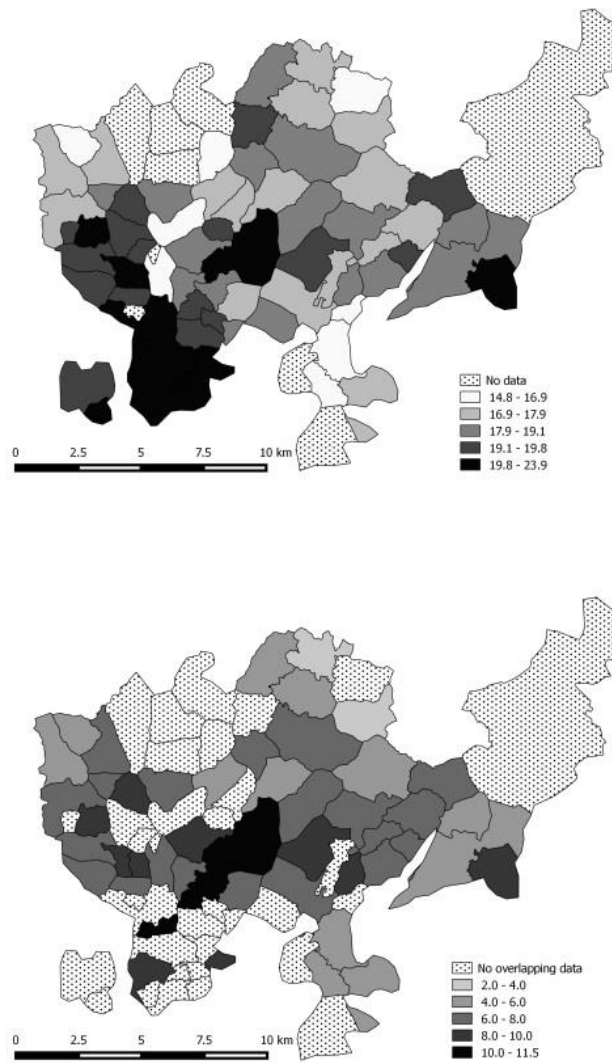 No data
14.8 - 16.9
16.9 - 17.9
17.9 - 19.1
19.1 - 19.8
19.8 - 23.9
0 2.5 5 7.5 10 km
No overlapping data
2.0 - 4.0
4.0 - 6.0
6.0 - 8.0
8.0 - 10.0
10.0 - 11.5
0 2.5 5 7.5 10 km